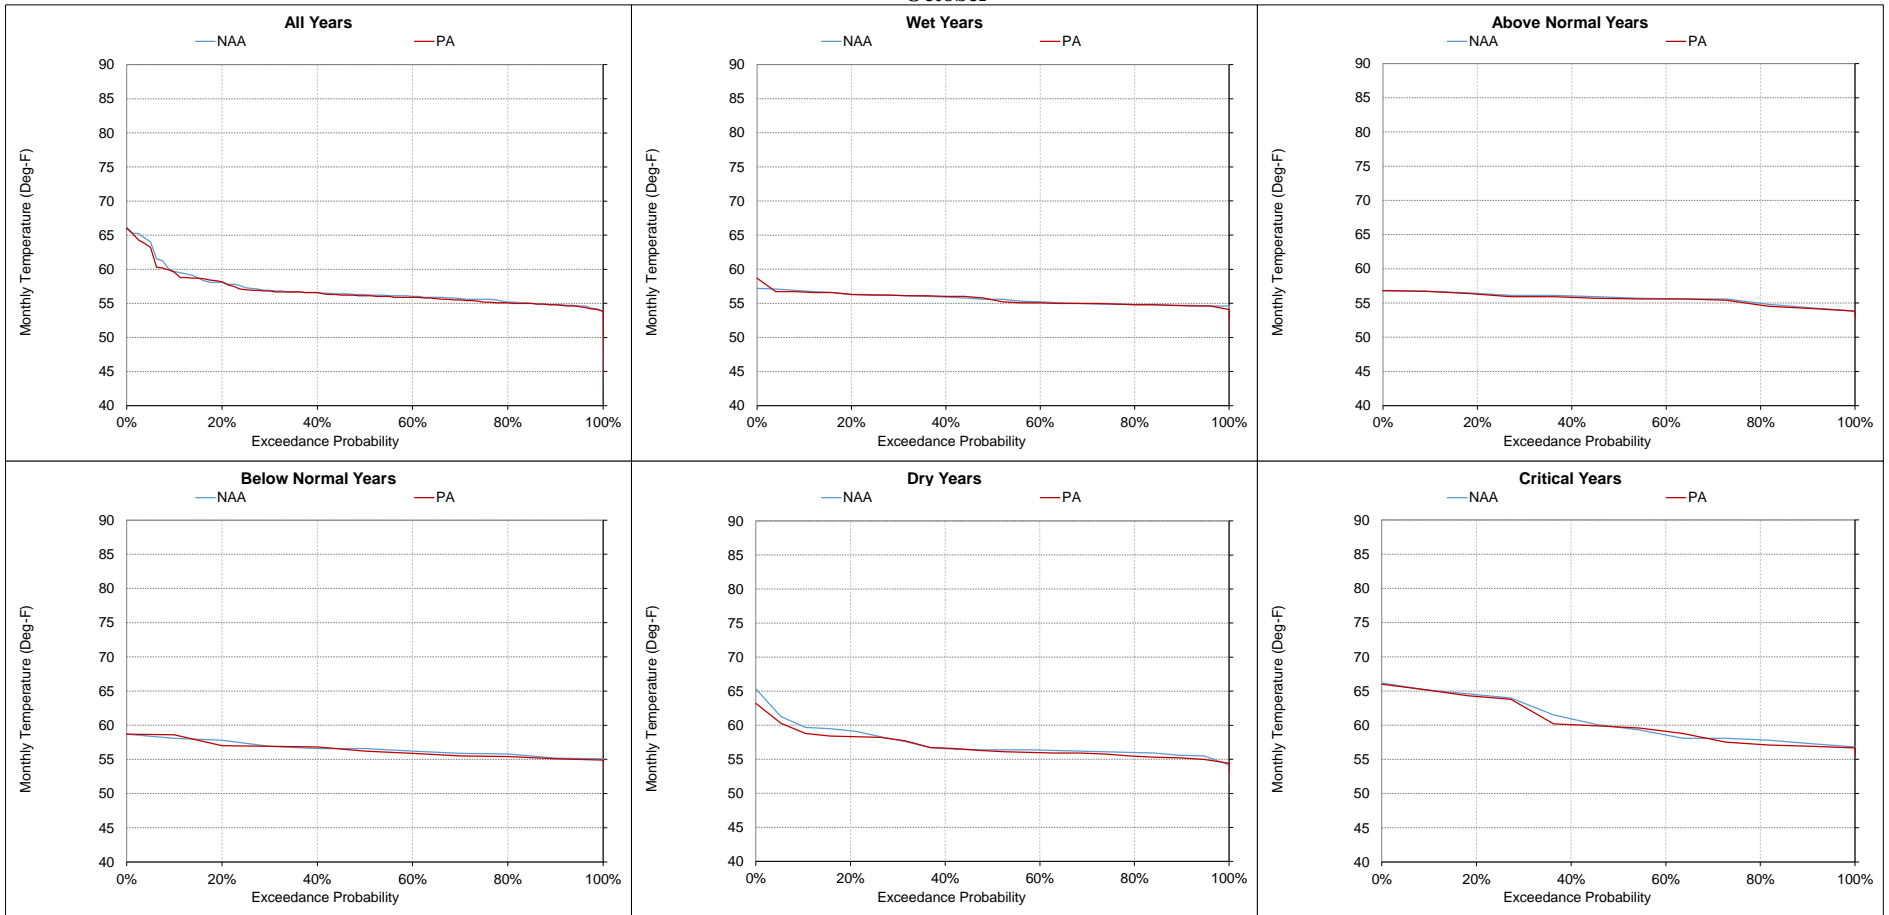 All Years
NAA PA
90
85
80
75
70
65
60
55
50
45
40
Monthly Temperature (Deg-F)
0% 20% 40% 60% 80% 100%
Exceedance Probability
Wet Years
NAA PA
90
85
80
75
70
65
60
55
50
45
40
Monthly Temperature (Deg-F)
0% 20% 40% 60% 80% 100%
Exceedance Probability
Above Normal Years
NAA PA
90
85
80
75
70
65
60
55
50
45
40
Monthly Temperature (Deg-F)
0% 20% 40% 60% 80% 100%
Exceedance Probability
Below Normal Years
NAA PA
90
85
80
75
70
65
60
55
50
45
40
Monthly Temperature (Deg-F)
0% 20% 40% 60% 80% 100%
Exceedance Probability
Dry Years
NAA PA
90
85
80
75
70
65
60
55
50
45
40
Monthly Temperature (Deg-F)
0% 20% 40% 60% 80% 100%
Exceedance Probability
Critical Years
NAA PA
90
85
80
75
70
65
60
55
50
45
40
Monthly Temperature (Deg-F)
0% 20% 40% 60% 80% 100%
Exceedance Probability